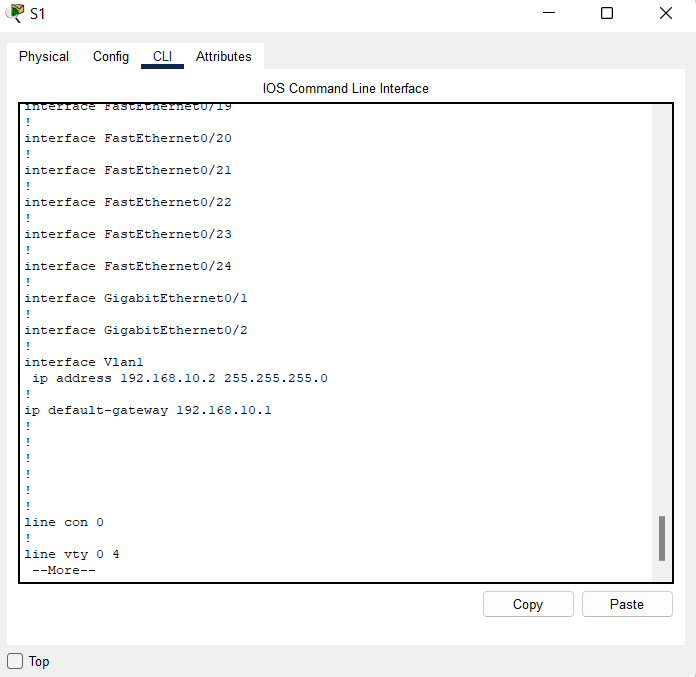 S1
Physical Config CLI Attributes
IOS Command Line Interface
interface FastEthernet0/19
!
interface FastEthernet0/20
!
interface FastEthernet0/21
!
interface FastEthernet0/22
!
interface FastEthernet0/23
!
interface FastEthernet0/24
!
interface GigabitEthernet0/1
!
interface GigabitEthernet0/2
!
interface Vlan1
 ip address 192.168.10.2 255.255.255.0
!
ip default-gateway 192.168.10.1
!
!
!
!
!
!
line con 0
!
line vty 0 4
 --More--
Copy Paste
Top